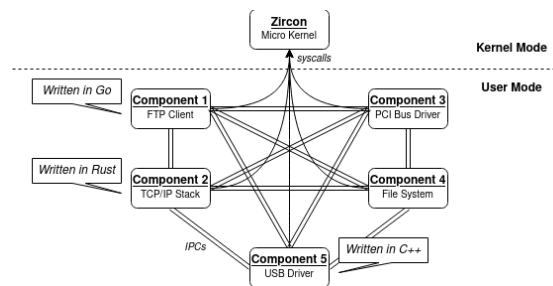 Zircon
Micro Kernel
syscalls
Kernel Mode
User Mode
Written in Go
Component 1
FTP Client
Component 3
PCI Bus Driver
Written in Rust
Component 2
TCP/IP Stack
Component 4
File System
IPCs
Written in C++
Component 5
USB Driver